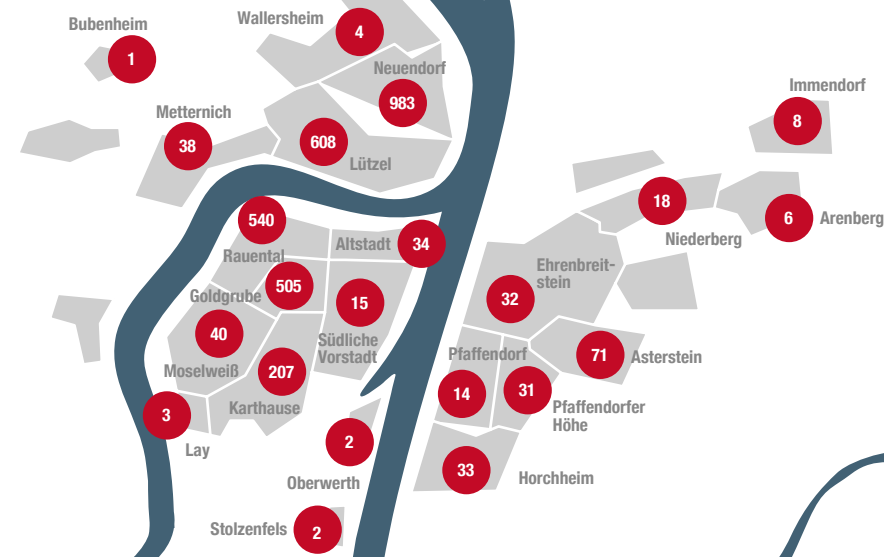 Wallersheim
4
Bubenheim
1
Neuendorf
983
Immendorf
8
Metternich
38
608
Lützel
18
Niederberg
6
Arenberg
540
Rauental
Altstadt
34
Goldgrube
505
15
Südliche
Vorstadt
Ehrenbreit-
stein
32
40
Moselweiß
207
Karthause
Pfaffendorf
14
31
Pfaffendorfer
Höhe
71
Asterstein
3
Lay
2
Oberwerth
33
Horchheim
Stolzenfels
2